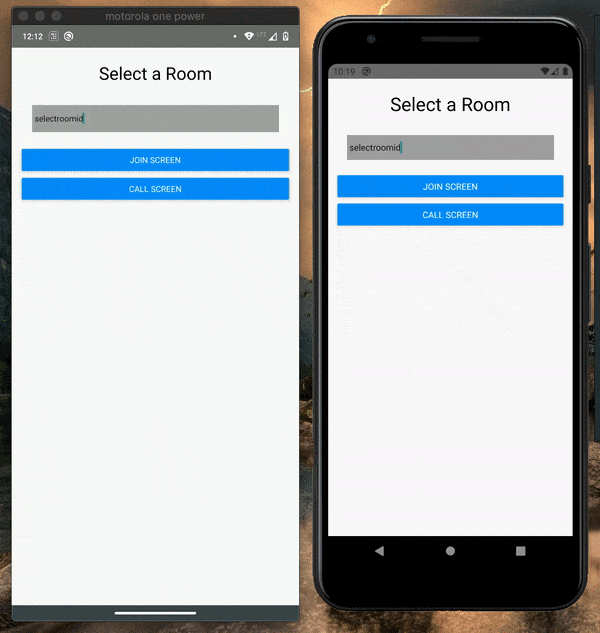 motorola one power
12:12
LTE
Select a Room
selectroomid
JOIN SCREEN
CALL SCREEN
10:19
Select a Room
selectroomid
JOIN SCREEN
CALL SCREEN